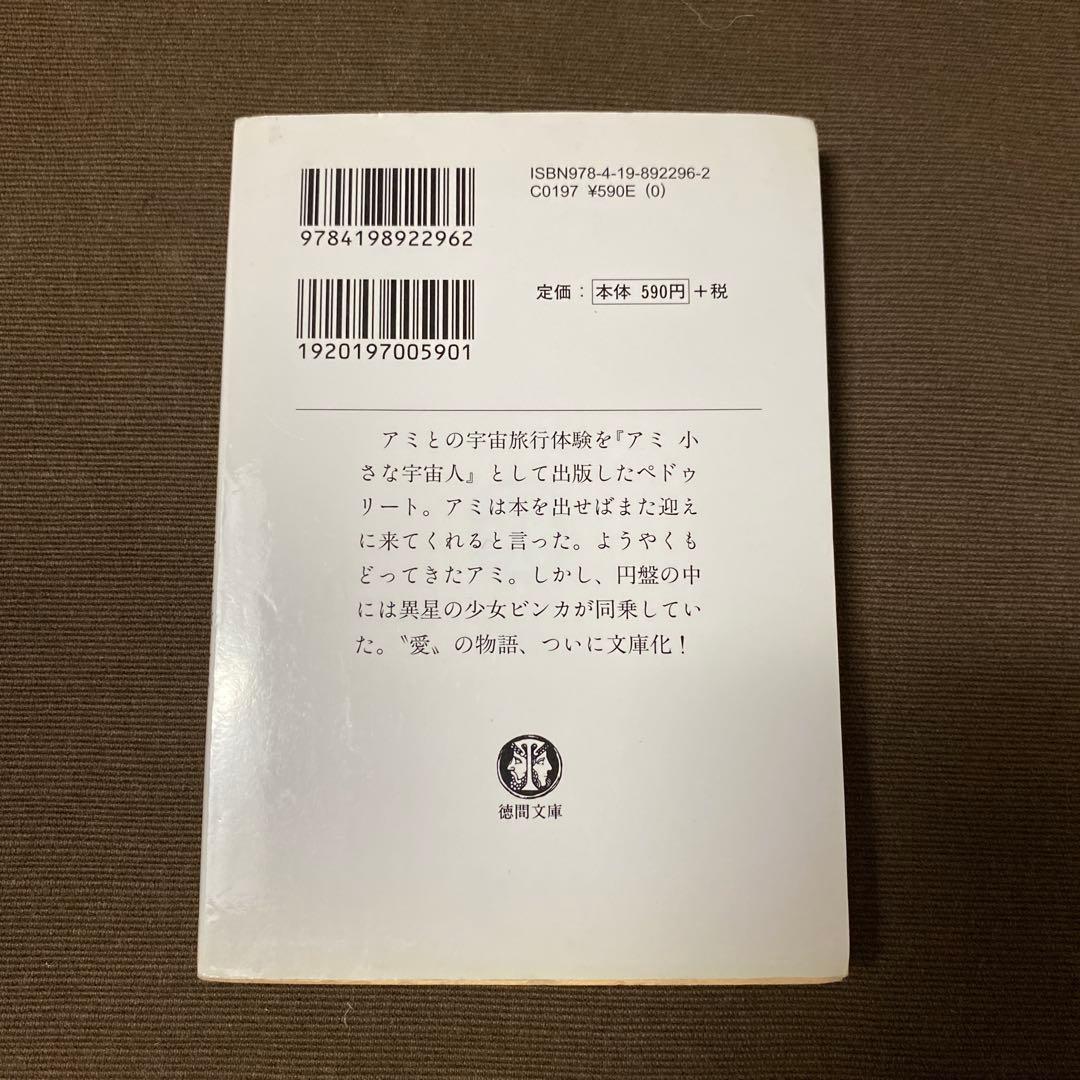 ISBN978-4-19-892296-2
C0197 ¥590E (0)
9784198922962
定価：本体 590円＋税
1920197005901
アミとの宇宙旅行体験を『アミ 小
さな宇宙人』として出版したペドゥ
リート。アミは本を出せばまた迎え
に来てくれると言った。ようやくも
どってきたアミ。しかし、円盤の中
には異星の少女ビンカが同乗してい
た。〝愛〟の物語、ついに文庫化！
徳間文庫